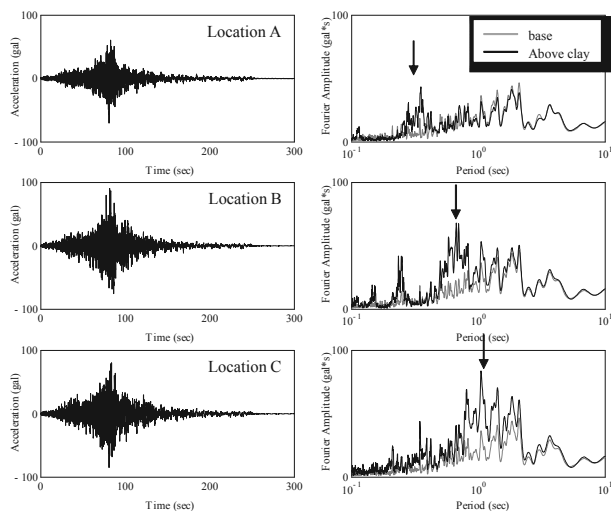 Location A
Acceleration (gal)
100
0
- 100
0
100
200
300
Time (sec)
Fourier Amplitude (gal*s)
100
50
0
10-1
100
101
Period (sec)
base
Above clay
Location B
Acceleration (gal)
100
0
- 100
0
100
200
300
Time (sec)
Fourier Amplitude (gal*s)
100
50
0
10-1
100
101
Period (sec)
Location C
Acceleration (gal)
100
0
- 100
0
100
200
300
Time (sec)
Fourier Amplitude (gal*s)
100
50
0
10-1
100
101
Period (sec)